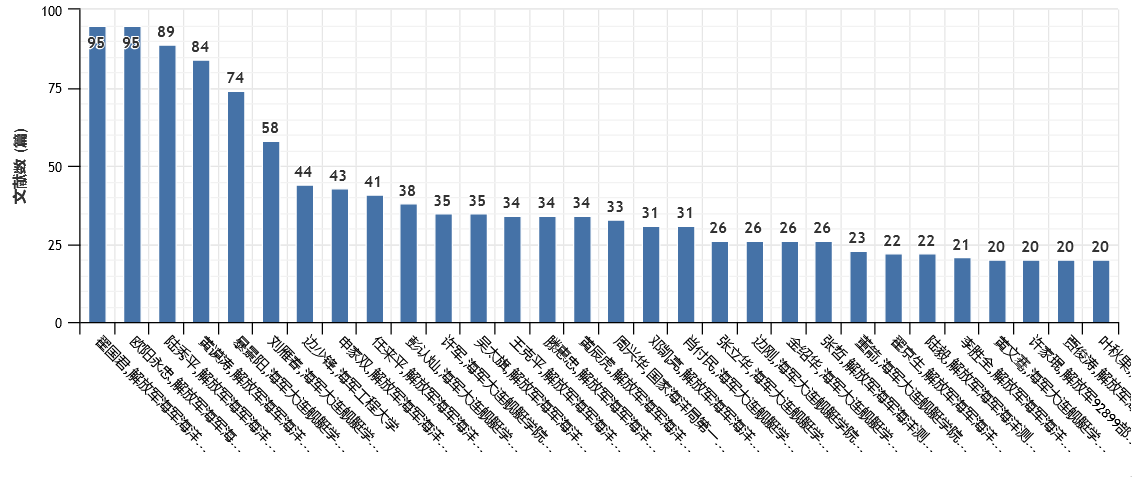 100
75
50
25
0
文献数 (篇)
95
95
89
84
74
58
44
43
41
38
35
35
34
34
34
33
31
31
26
26
26
26
23
22
22
21
20
20
20
20
翟国君,解放军海军海洋…
欧阳永忠,解放军海军海…
陆秀平,解放军海军海洋…
黄谟涛,解放军海军海洋…
暴景阳,海军大连舰艇学…
刘雁春,海军大连舰艇学…
边少锋,海军工程大学
申家双,解放军海军海洋…
任来平,解放军海军海洋…
彭认灿,海军大连舰艇学…
许军,海军大连舰艇学院…
吴太旗,解放军海军海洋…
王克平,解放军海军海洋…
滕惠忠,解放军海军海洋…
黄辰虎,解放军海军海洋…
周兴华,国家海洋局第一…
邓凯亮,解放军海军海洋…
肖付民,海军大连舰艇学…
张立华,海军大连舰艇学…
边刚,海军大连舰艇学院…
金绍华,海军大连舰艇学…
张哲,解放军海军海洋测…
董箭,海军大连舰艇学院…
翟京生,解放军海军海洋…
陆毅,解放军海军海洋测…
李胜全,解放军海军海洋…
黄文骞,海军大连舰艇学…
许家琨,解放军92899部…
贾俊涛,解放军
叶秋果